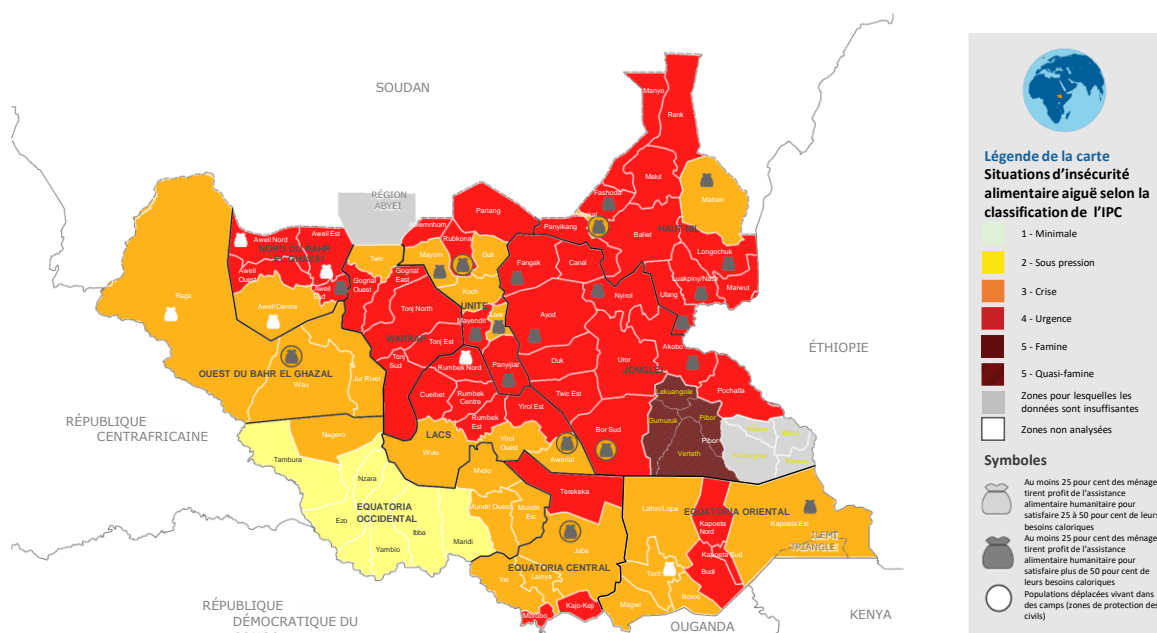 SOUDAN
Manyo
Renk
RÉGION
ABYEI
Melut
Fashoda
Maban
Pariang
Abiemnhom
Rubkona
Panyikang
Baliet
HAUT NIL
Aweil Nord
Aweil Est
NORD DU BAHR
EL GHAZAL
Aweil
Ouest
Aweil
Sud
Aweil Centre
Raga
Twic
Mayom
Guit
Gogrial
East
Gogrial
Ouest
Koch
UNITE
Fangak
Canal
Longochuk
Luakpiny/Nasir
Maiwut
Nyirol
Ulang
Tonj North
Mayendit
Leer
Ayod
ÉTHIOPIE
WARRAP
Tonj Est
Tonj
Sud
Rumbek Nord
Panyijiar
Duk
Uror
Akobo
JONGLEI
OUEST DU BAHR EL GHAZAL
Wau
Jur River
Cueibet
Rumbek
Centre
Rumbek
Est
Yirol Est
Twic Est
Pochalla
Lekuangole
Gumuruk
Pibor
Pibor
Verteth
RÉPUBLIQUE
CENTRAFRICAINE
Nagero
Tambura
LACS
Wulu
Yirol
Ouest
Awerial
Bor Sud
Nzara
Mvolo
Terekeka
EQUATORIA
OCCIDENTAL
Mundri Ouest
Mundri
Est
Lafon/Lopa
EQUATORIA ORIENTAL
Kapoeta
Nord
Kapoeta Est
Ezo
Ibba
Maridi
Yambio
Juba
ILEMI
TRIANGLE
Kapoeta Sud
EQUATORIA CENTRAL
Yei
Lainya
Torit
Budi
Magwi
Ikotos
Morobo
Kajo-Keji
RÉPUBLIQUE
DÉMOCRATIQUE DU
OUGANDA
KENYA
Légende de la carte
Situations d'insécurité
alimentaire aiguë selon la
classification de l'IPC
1 - Minimale
2 - Sous pression
3 - Crise
4 - Urgence
5 - Famine
5 - Quasi-famine
Zones pour lesquelles les
données sont insuffisantes
Zones non analysées
Symboles
Au moins 25 pour cent des ménages
tirent profit de l'assistance
alimentaire humanitaire pour
satisfaire 25 à 50 pour cent de leurs
besoins caloriques
Au moins 25 pour cent des ménages
tirent profit de l'assistance
alimentaire humanitaire pour
satisfaire plus de 50 pour cent de
leurs besoins caloriques
Populations déplacées vivant dans
des camps (zones de protection des
civils)